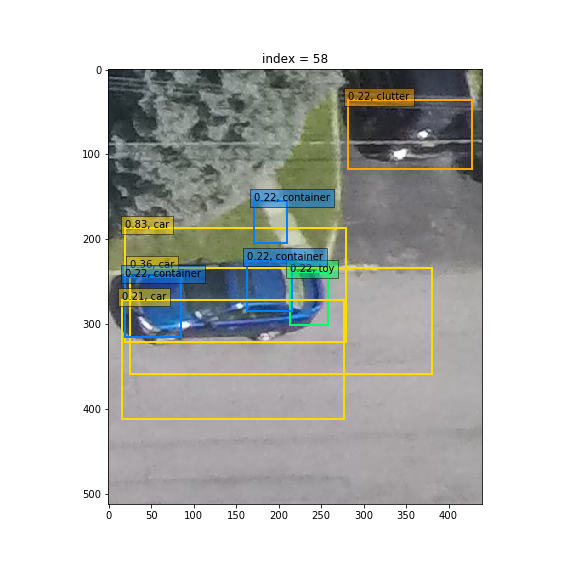 index = 58
0
100
200
300
400
500
0
50
100
150
200
250
300
350
400
0.22, clutter
0.22, container
0.83, car
0.22, container
0.36, car
0.22, toy
0.22, container
0.21, car